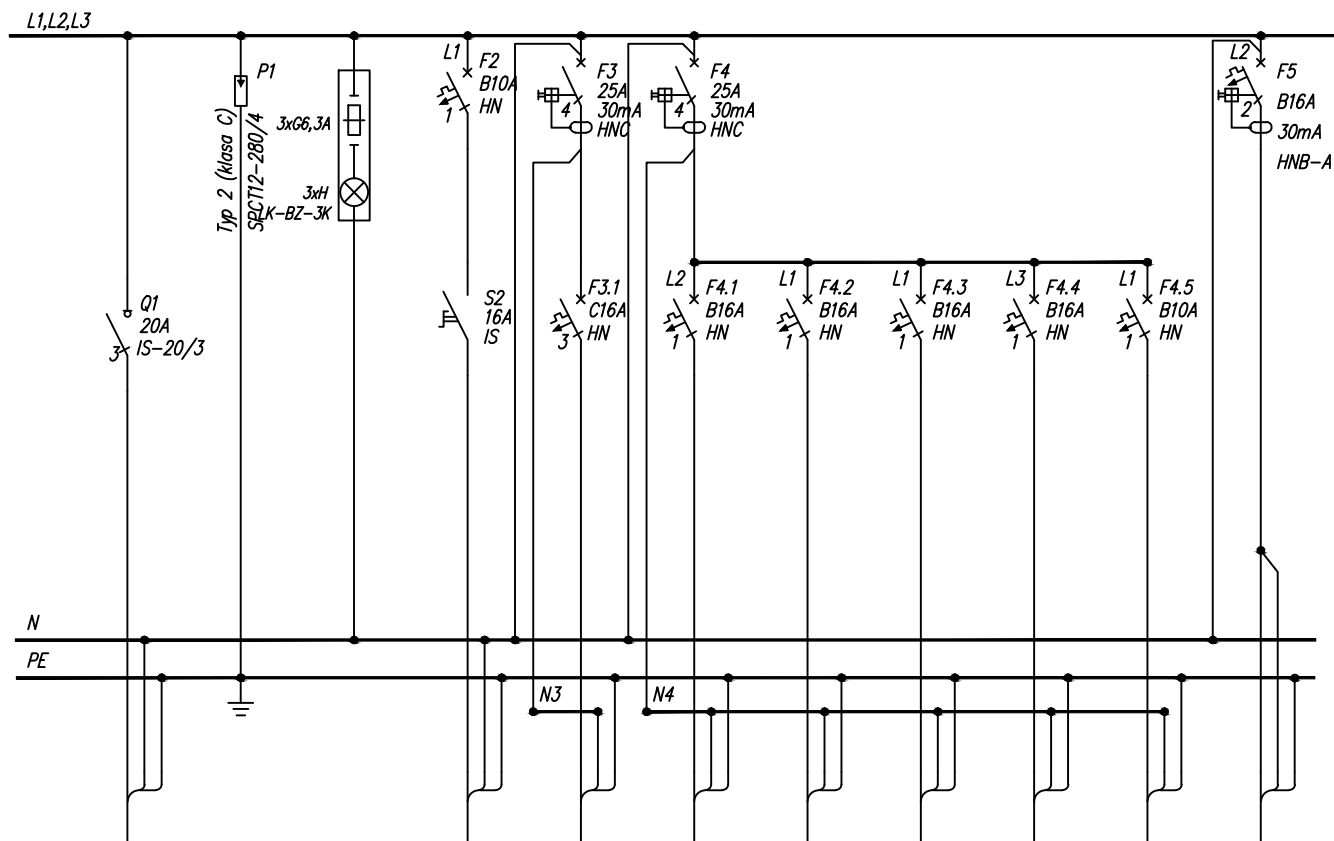 L1,L2,L3
P1
Typ 2 (klasa C)
SPCT12-280/4
3xG6,3A
3xH
LK-BZ-3K
L1
F2
B10A
HN
1
F3
25A
30mA
HNC
4
F4
25A
30mA
HNC
4
L2
F5
B16A
30mA
HNB-A
2
Q1
20A
IS-20/3
3
S2
16A
IS
F3.1
C16A
HN
3
L2
F4.1
B16A
HN
1
L1
F4.2
B16A
HN
1
L1
F4.3
B16A
HN
1
L3
F4.4
B16A
HN
1
L1
F4.5
B10A
HN
1
N
PE
N3
N4